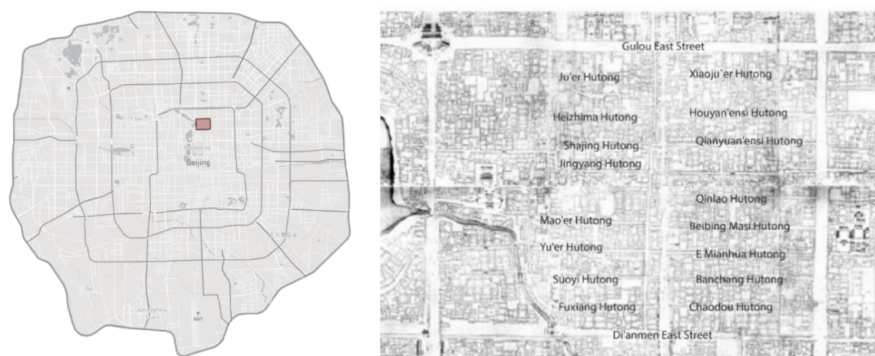 Beijing
Gulou East Street
Ju'er Hutong
Xiaoju'er Hutong
Heizhima Hutong
Houyan'ensi Hutong
Shajing Hutong
Qianyuan'ensi Hutong
Jingyang Hutong
Qinlao Hutong
Mao'er Hutong
Beibing Masi Hutong
Yu'er Hutong
E Mianhua Hutong
Suoyi Hutong
Banchang Hutong
Fuxiang Hutong
Chaodou Hutong
Di'anmen East Street